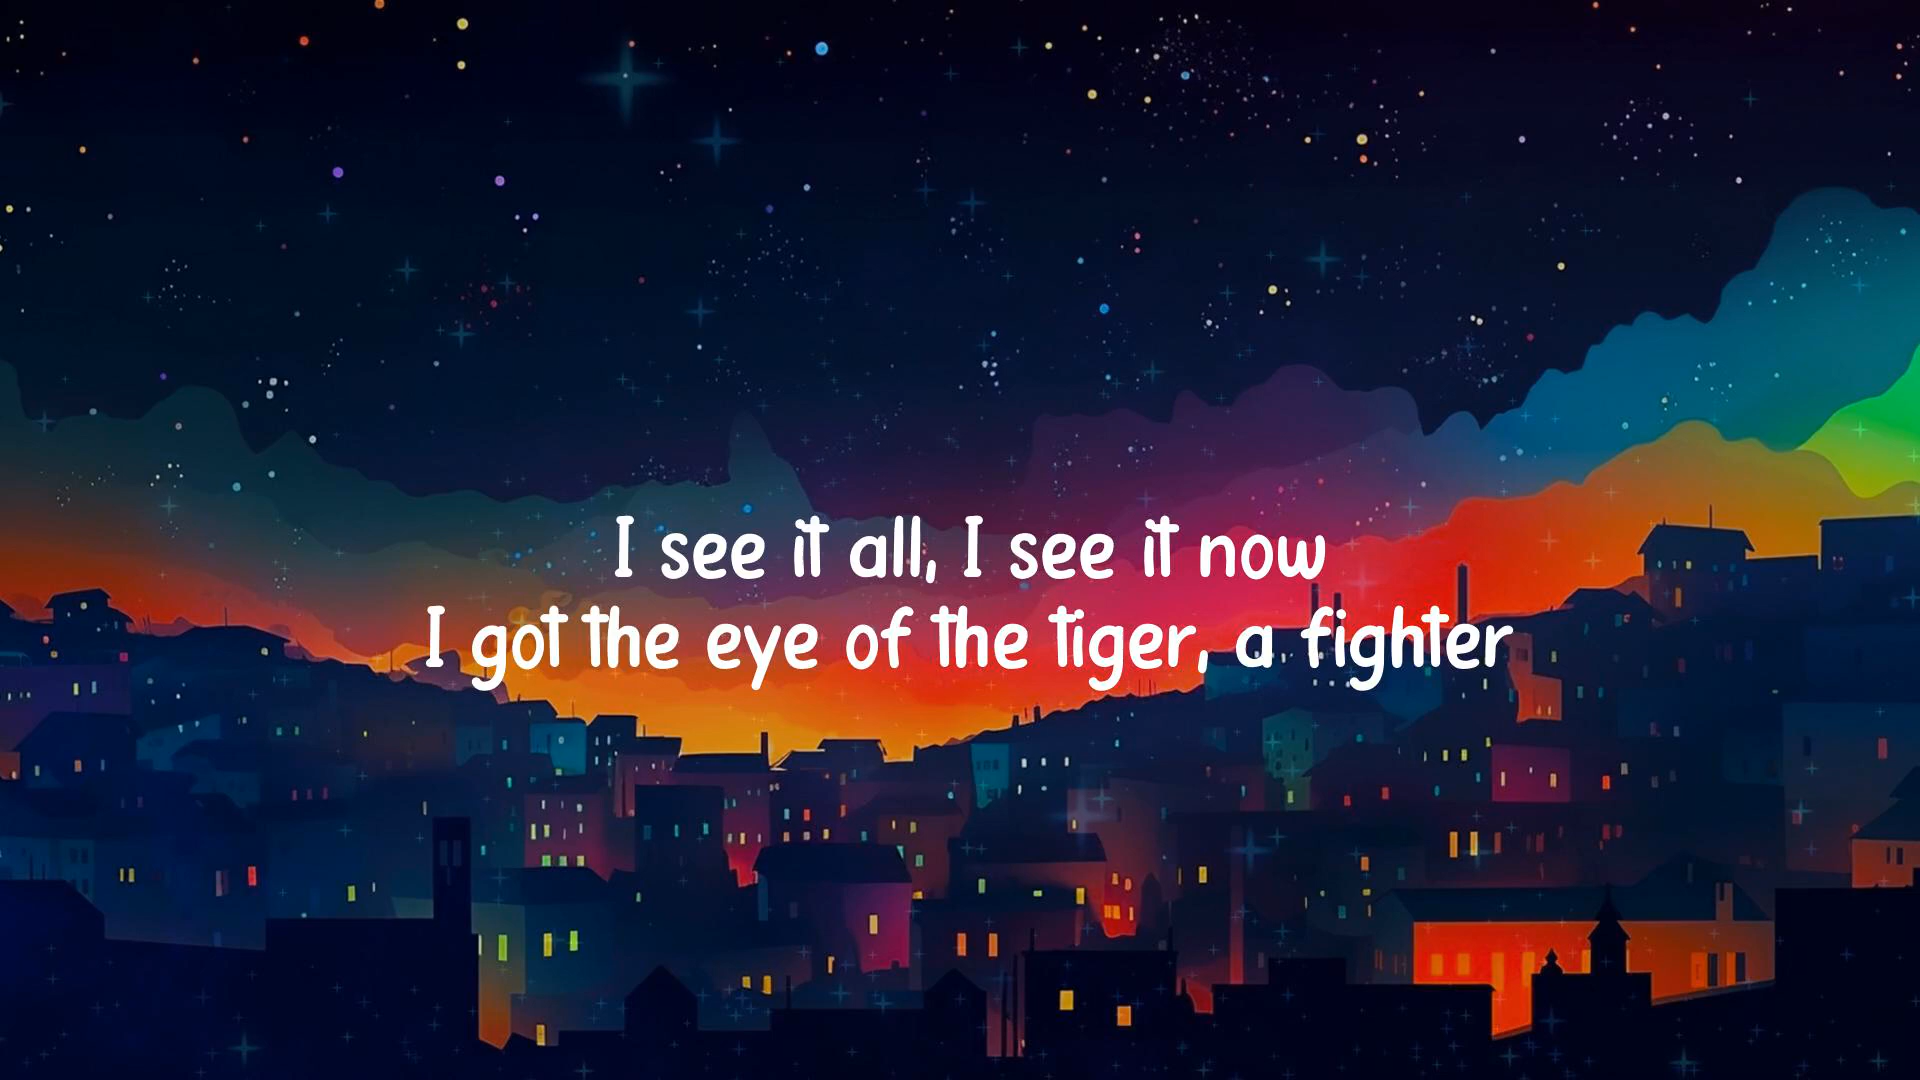 I see it all, I see it now
I got the eye of the tiger, a fighter